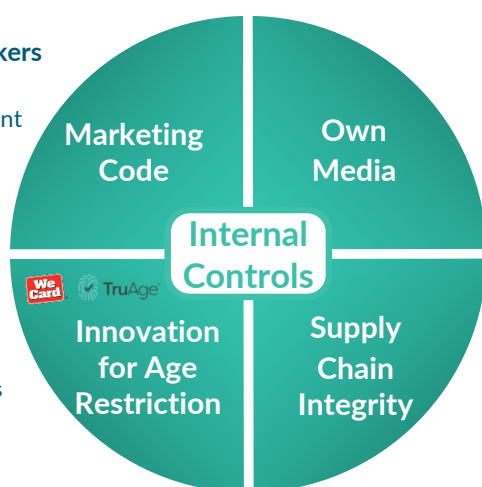 kers
nt
Marketing
Code
Own
Media
Internal
Controls
We
Card
TruAge
Innovation
for Age
Restriction
Supply
Chain
Integrity
s